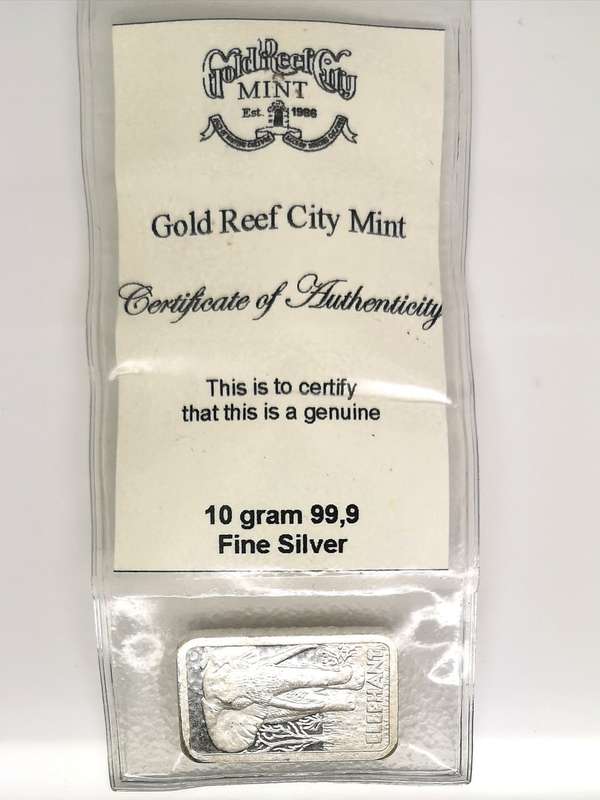 Gold Reef City
MINT
Est. 1986
Gold Reef City Mint
Certificate of Authenticity
This is to certify
that this is a genuine
10 gram 99,9
Fine Silver
ELEPHANT